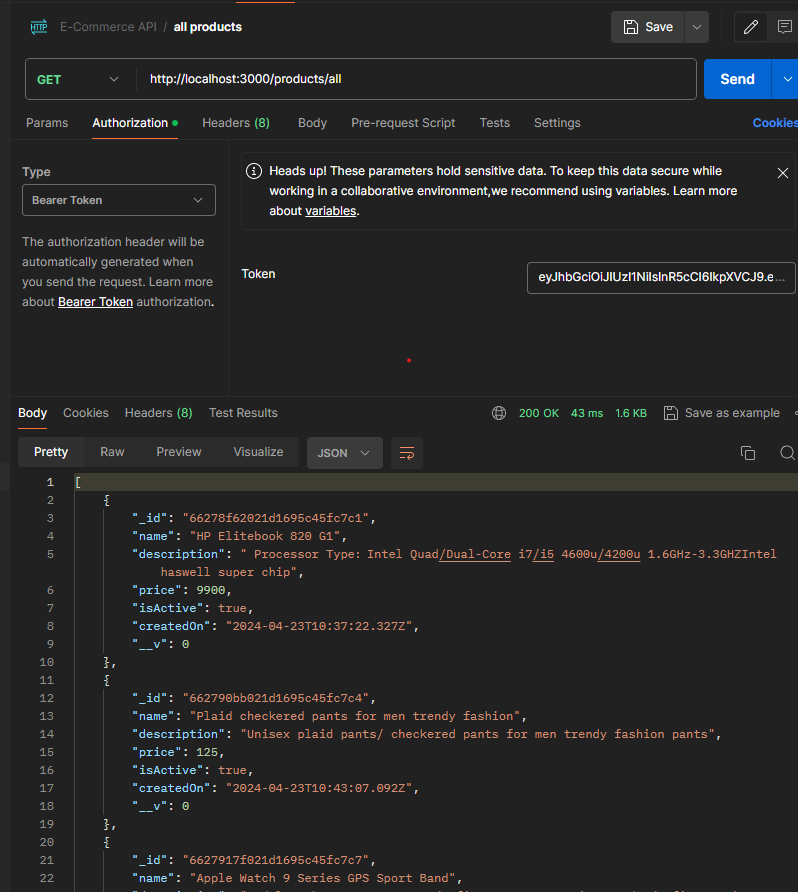 HTTP E-Commerce API / all products Save
GET http://localhost:3000/products/all Send
Params Authorization Headers (8) Body Pre-request Script Tests Settings Cookies
Type
Bearer Token
The authorization header will be
automatically generated when
you send the request. Learn more
about Bearer Token authorization.
Heads up! These parameters hold sensitive data. To keep this data secure while
working in a collaborative environment,we recommend using variables. Learn more
about variables.
Token eyJhbGciOiJIUzI1NiIsInR5cCI6IkpXVCJ9.e...
Body Cookies Headers (8) Test Results 200 OK 43 ms 1.6 KB Save as example
Pretty Raw Preview Visualize JSON
1 [
2 {
3 "_id": "66278f62021d1695c45fc7c1",
4 "name": "HP Elitebook 820 G1",
5 "description": " Processor Type: Intel Quad/Dual-Core i7/i5 4600u/4200u 1.6GHz-3.3GHZIntel
haswell super chip",
6 "price": 9900,
7 "isActive": true,
8 "createdOn": "2024-04-23T10:37:22.327Z",
9 "__v": 0
10 },
11 {
12 "_id": "662790bb021d1695c45fc7c4",
13 "name": "Plaid checkered pants for men trendy fashion",
14 "description": "Unisex plaid pants/ checkered pants for men trendy fashion pants",
15 "price": 125,
16 "isActive": true,
17 "createdOn": "2024-04-23T10:43:07.092Z",
18 "__v": 0
19 },
20 {
21 "_id": "6627917f021d1695c45fc7c7",
22 "name": "Apple Watch 9 Series GPS Sport Band",